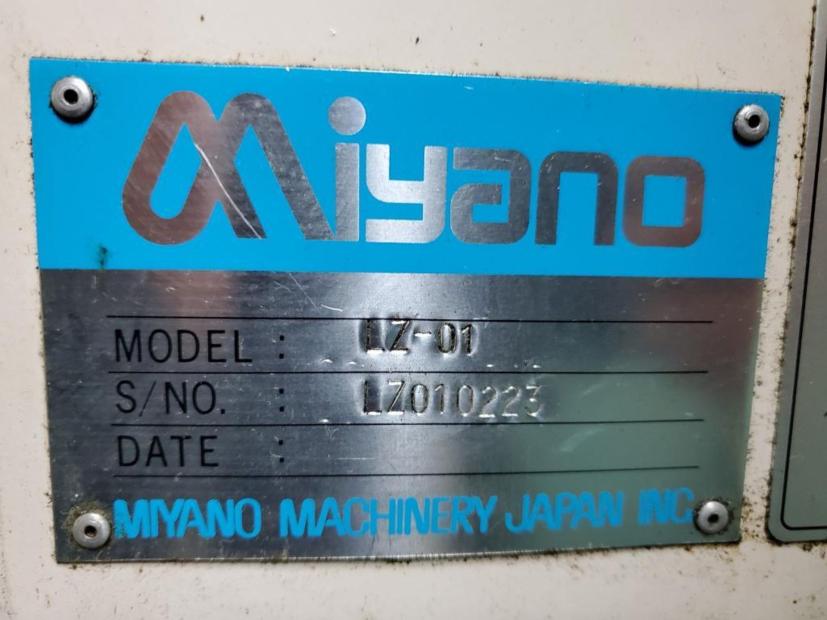 Miyano
MODEL : LZ-01
S/NO. : LZ010223
DATE :
MIYANO MACHINERY JAPAN INC